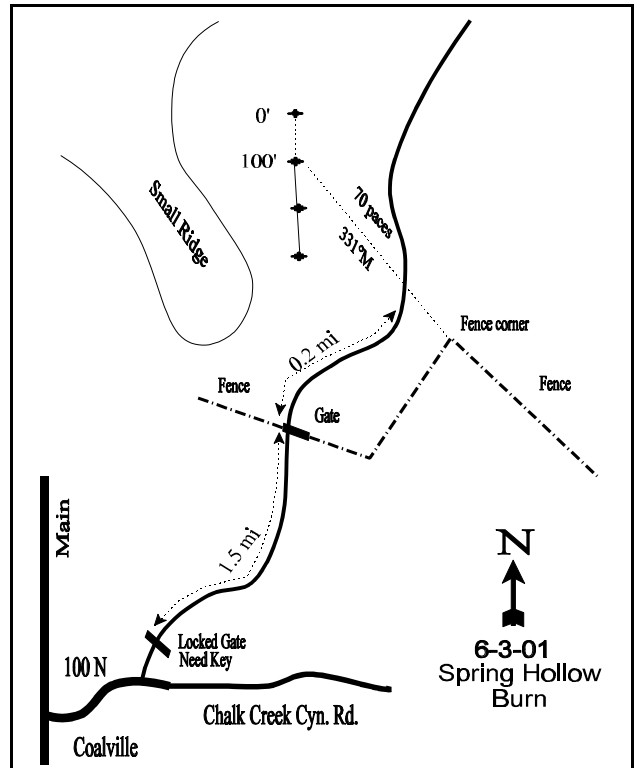 0'
100'
70 paces
331°M
Small Ridge
0.2 mi
Fence corner
Fence
Fence
Gate
1.5 mi
Main
N
Locked Gate
Need Key
6-3-01
Spring Hollow
Burn
100 N
Chalk Creek Cyn. Rd.
Coalville